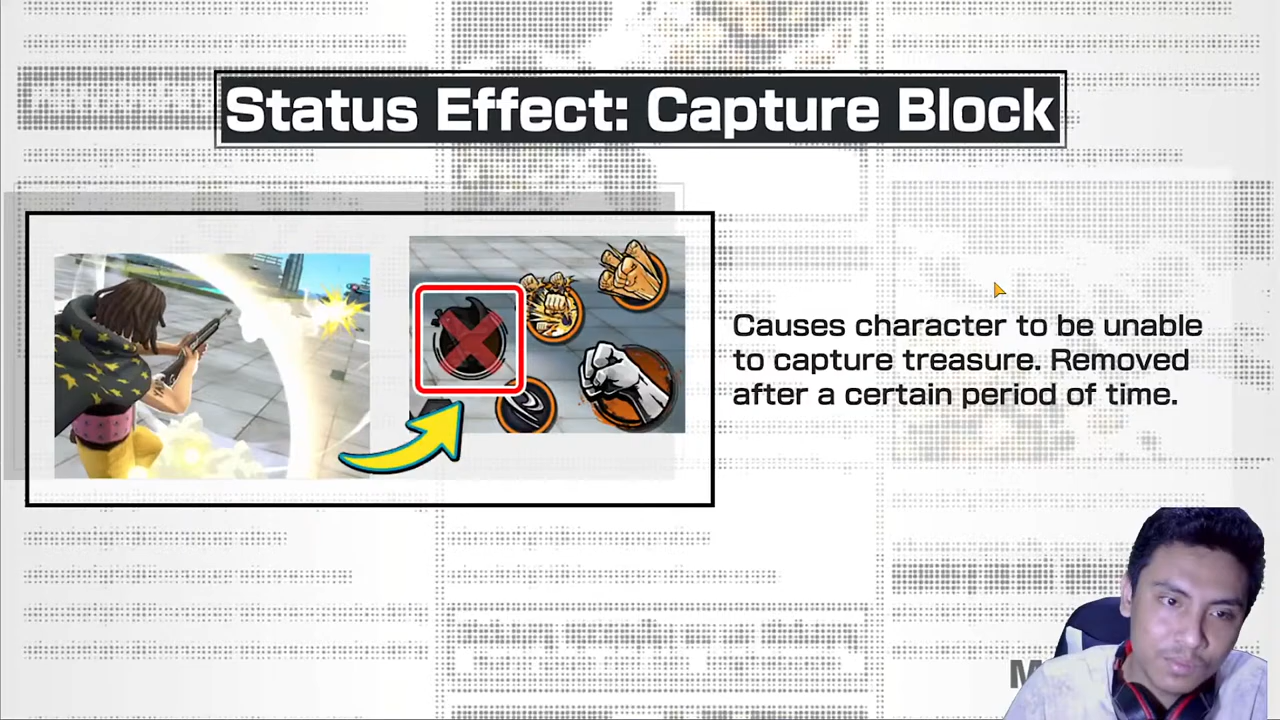 Status Effect: Capture Block
Causes character to be unable
to capture treasure. Removed
after a certain period of time.